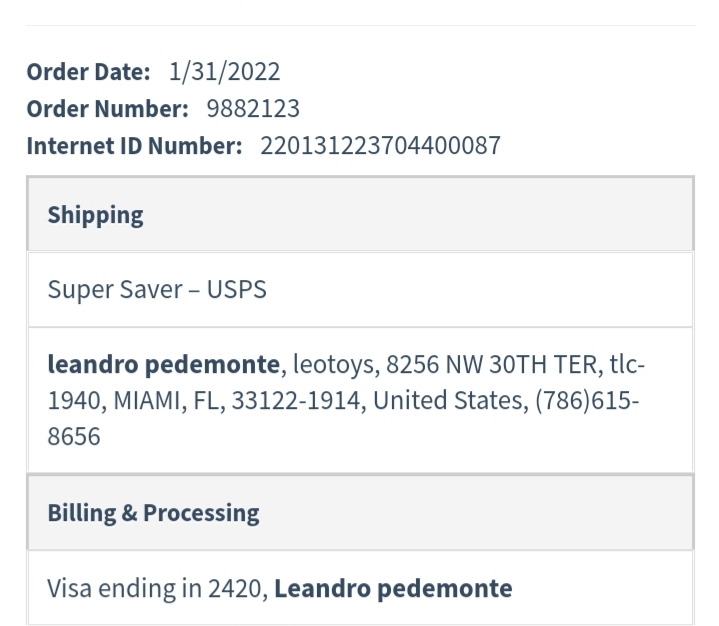 Order Date: 1/31/2022
Order Number: 9882123
Internet ID Number: 220131223704400087
Shipping
Super Saver – USPS
leandro pedemonte, leotoys, 8256 NW 30TH TER, tlc-
1940, MIAMI, FL, 33122-1914, United States, (786)615-
8656
Billing & Processing
Visa ending in 2420, Leandro pedemonte